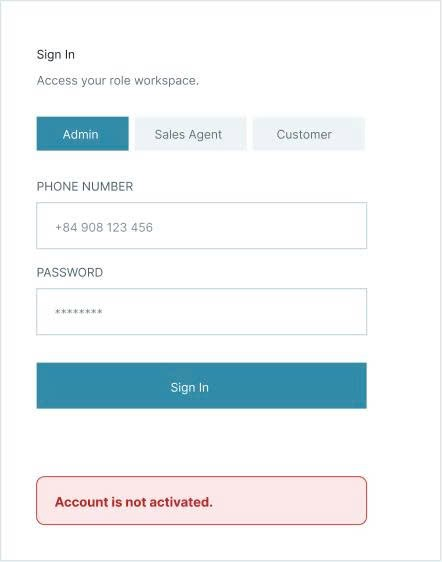 Sign In
Access your role workspace.
Admin Sales Agent Customer
PHONE NUMBER
+84 908 123 456
PASSWORD
********
Sign In
Account is not activated.